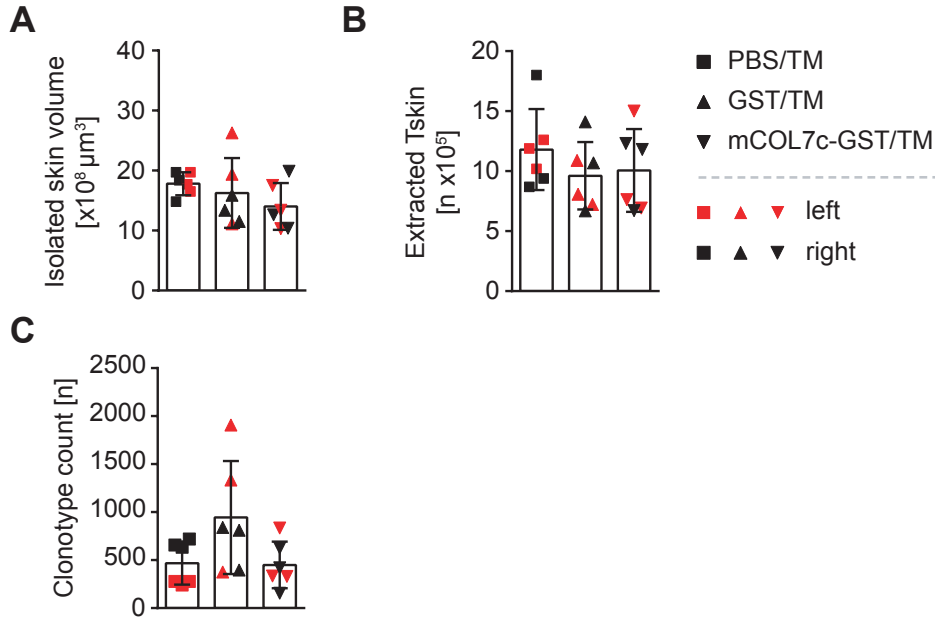 A
Isolated skin volume
[x10⁸ µm³]
40
30
20
10
0
B
Extracted Tskin
[n x10⁵]
20
15
10
5
0
PBS/TM
GST/TM
mCOL7c-GST/TM
left
right
C
Clonotype count [n]
2500
2000
1500
1000
500
0